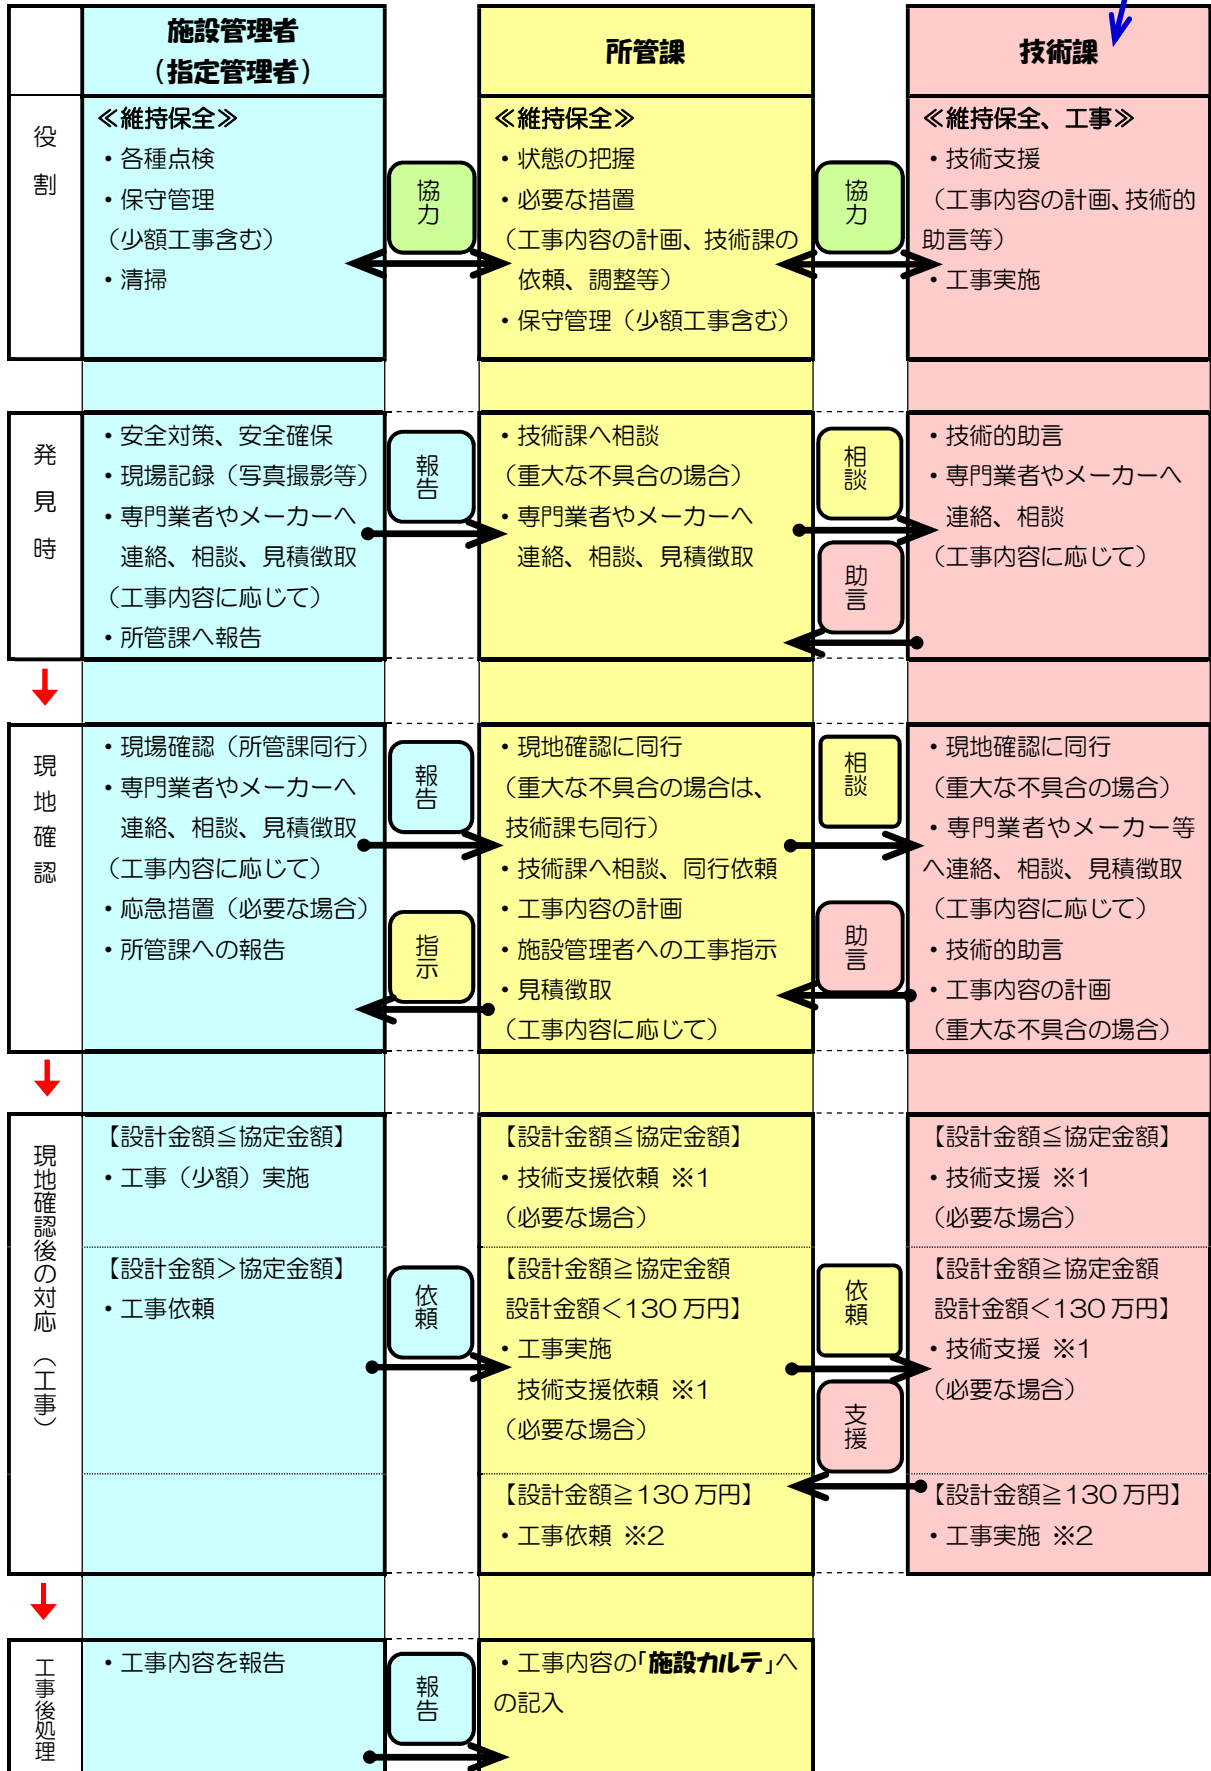 施設管理者
（指定管理者）
所管課
技術課
役割
≪維持保全≫
・各種点検
・保守管理
（少額工事含む）
・清掃
協力
≪維持保全≫
・状態の把握
・必要な措置
（工事内容の計画、技術課の
依頼、調整等）
・保守管理（少額工事含む）
協力
≪維持保全、工事≫
・技術支援
（工事内容の計画、技術的
助言等）
・工事実施
発見時
・安全対策、安全確保
・現場記録（写真撮影等）
・専門業者やメーカーへ
連絡、相談、見積徴取
（工事内容に応じて）
・所管課へ報告
報告
・技術課へ相談
（重大な不具合の場合）
・専門業者やメーカーへ
連絡、相談、見積徴取
相談
助言
・技術的助言
・専門業者やメーカーへ
連絡、相談
（工事内容に応じて）
現地確認
・現場確認（所管課同行）
・専門業者やメーカーへ
連絡、相談、見積徴取
（工事内容に応じて）
・応急措置（必要な場合）
・所管課への報告
報告
指示
・現地確認に同行
（重大な不具合の場合は、
技術課も同行）
・技術課へ相談、同行依頼
・工事内容の計画
・施設管理者への工事指示
・見積徴取
（工事内容に応じて）
相談
助言
・現地確認に同行
（重大な不具合の場合）
・専門業者やメーカー等
へ連絡、相談、見積徴取
（工事内容に応じて）
・技術的助言
・工事内容の計画
（重大な不具合の場合）
現地確認後の対応（工事）
【設計金額≦協定金額】
・工事（少額）実施
【設計金額＞協定金額】
・工事依頼
依頼
【設計金額≦協定金額】
・技術支援依頼 ※1
（必要な場合）
【設計金額≧協定金額
設計金額＜130万円】
・工事実施
技術支援依頼 ※1
（必要な場合）
【設計金額≧130万円】
・工事依頼 ※2
依頼
支援
【設計金額≦協定金額】
・技術支援 ※1
（必要な場合）
【設計金額≧協定金額
設計金額＜130万円】
・技術支援 ※1
（必要な場合）
【設計金額≧130万円】
・工事実施 ※2
工事後処理
・工事内容を報告
報告
・工事内容の「施設カルテ」へ
の記入